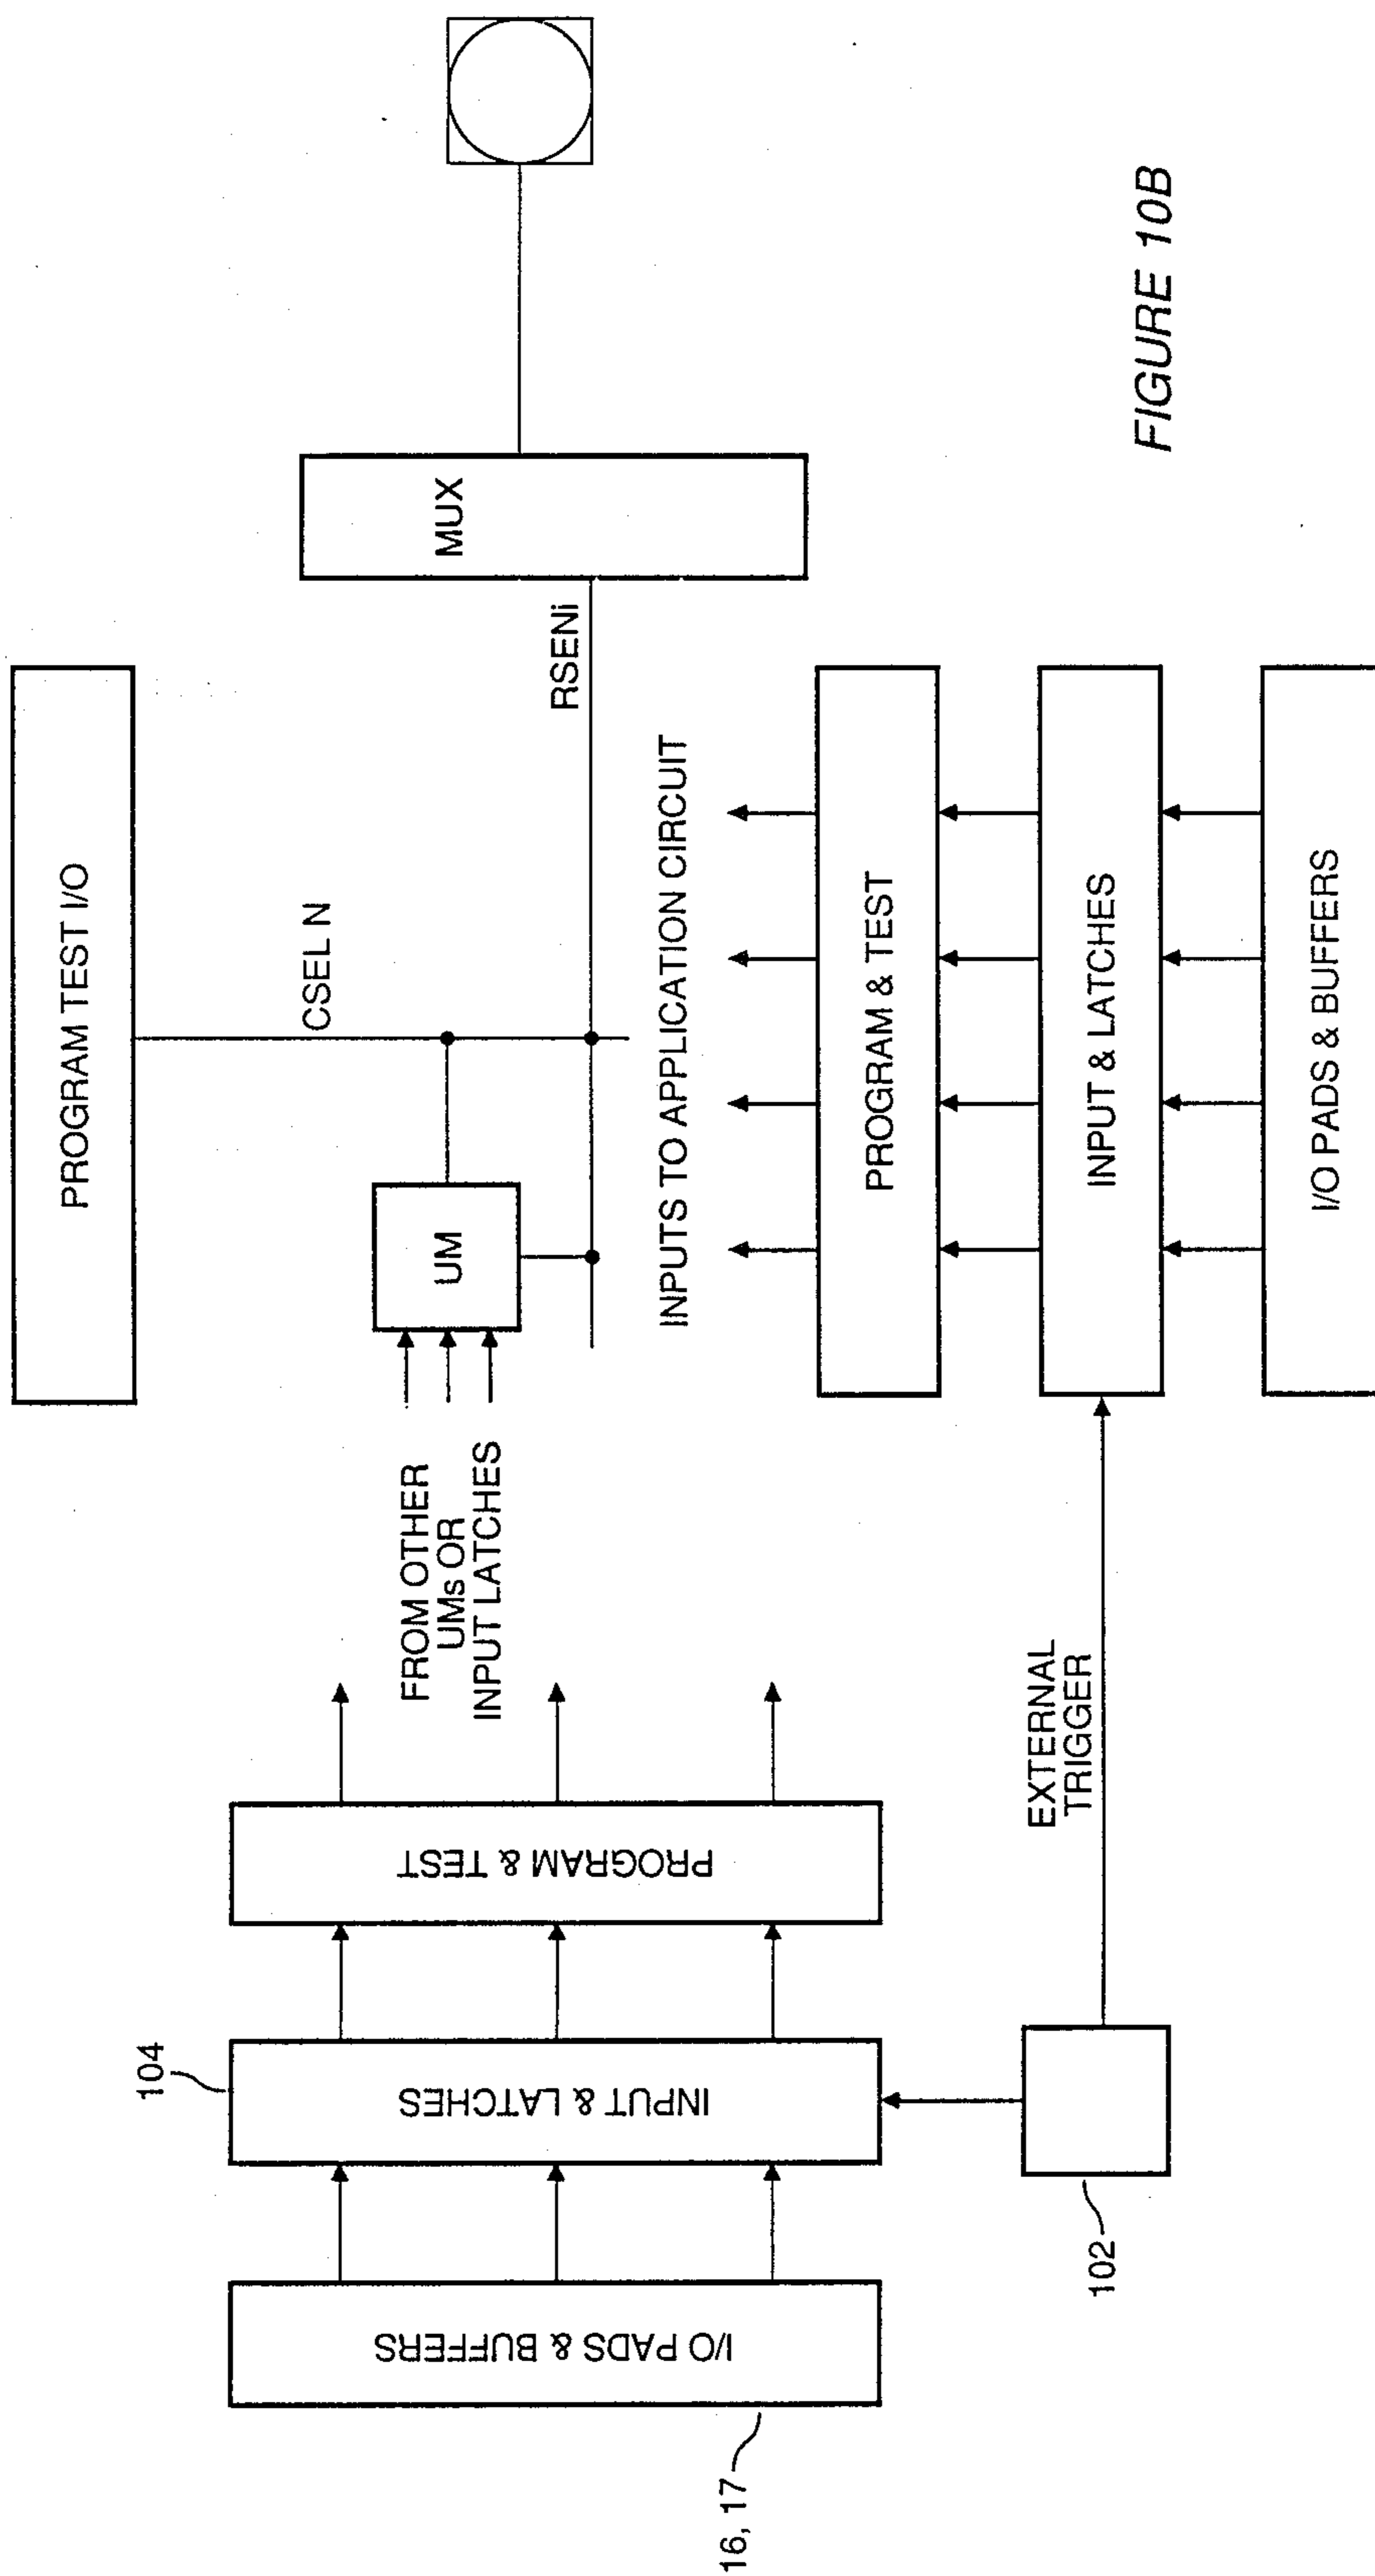 PROGRAM TEST I/O
CSEL N
MUX
RSENi
UM
FROM OTHER
UMs OR
INPUT LATCHES
INPUTS TO APPLICATION CIRCUIT
PROGRAM & TEST
INPUT & LATCHES
I/O PADS & BUFFERS
PROGRAM & TEST
104
INPUT & LATCHES
I/O PADS & BUFFERS
16, 17
EXTERNAL
TRIGGER
102
FIGURE 10B